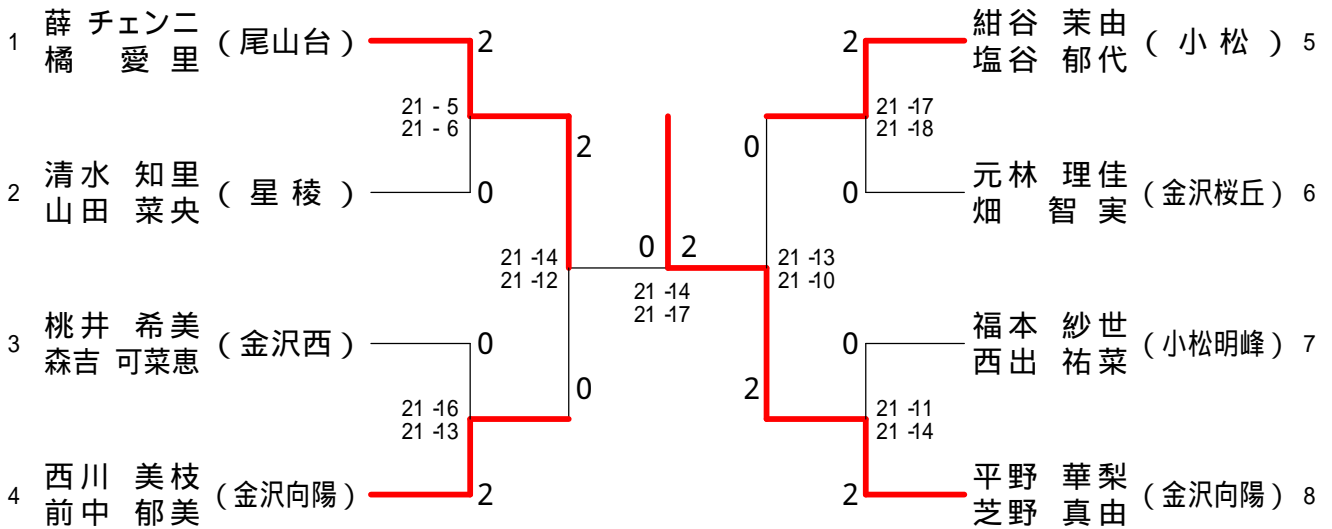 1 薛 チェンニ 橘 愛里 (尾山台) 2
21 - 5
21 - 6
2 清水 知里 山田 菜央 (星稜) 0
2
21 -14
21 -12
3 桃井 希美 森吉 可菜恵 (金沢西) 0
0
21 -16
21 -13
4 西川 美枝 前中 郁美 (金沢向陽) 2
0 2
21 -14
21 -17
2 紺谷 茉由 塩谷 郁代 (小松) 5
21 -17
21 -18
0 元林 理佳 畑 智実 (金沢桜丘) 6
0
21 -13
21 -10
0 福本 紗世 西出 祐菜 (小松明峰) 7
2
21 -11
21 -14
2 平野 華梨 芝野 真由 (金沢向陽) 8